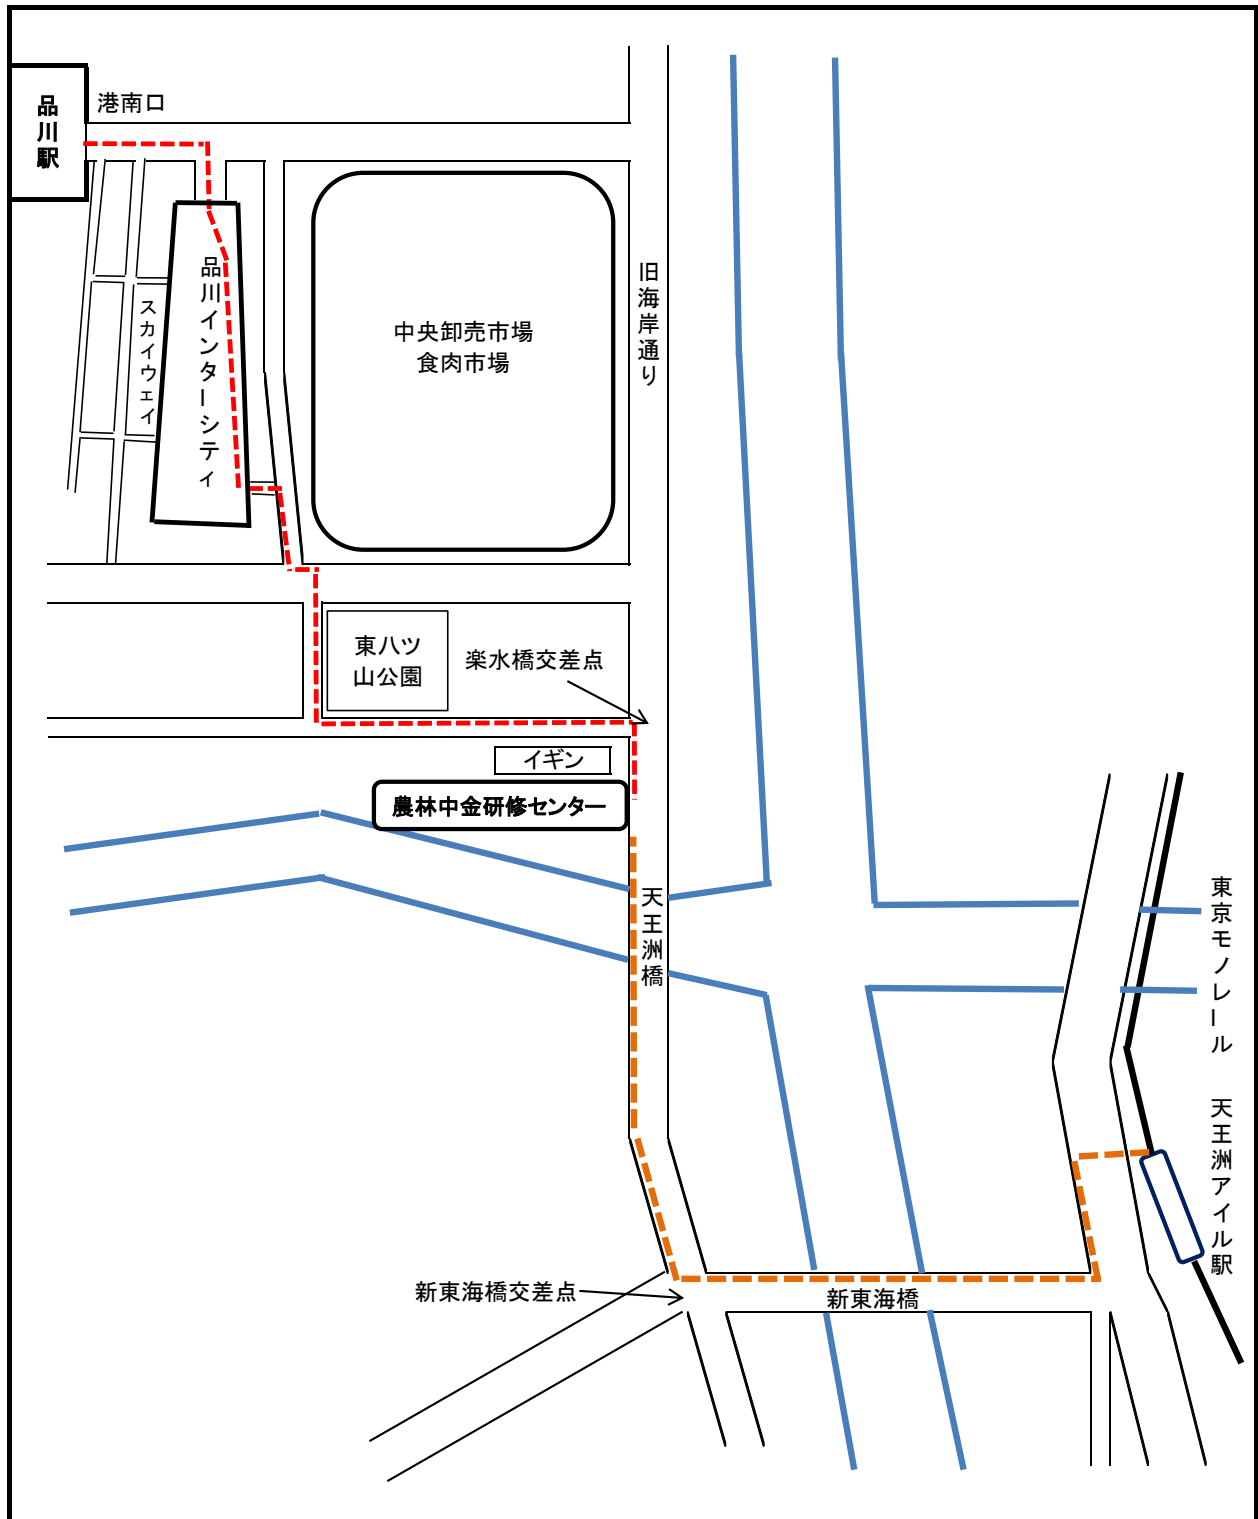 品川駅
港南口
スカイウェイ
品川インターシティ
中央卸売市場
食肉市場
旧海岸通り
東八ツ
山公園
楽水橋交差点
イギン
農林中金研修センター
天王洲橋
東京モノレール
天王洲アイル駅
新東海橋交差点
新東海橋